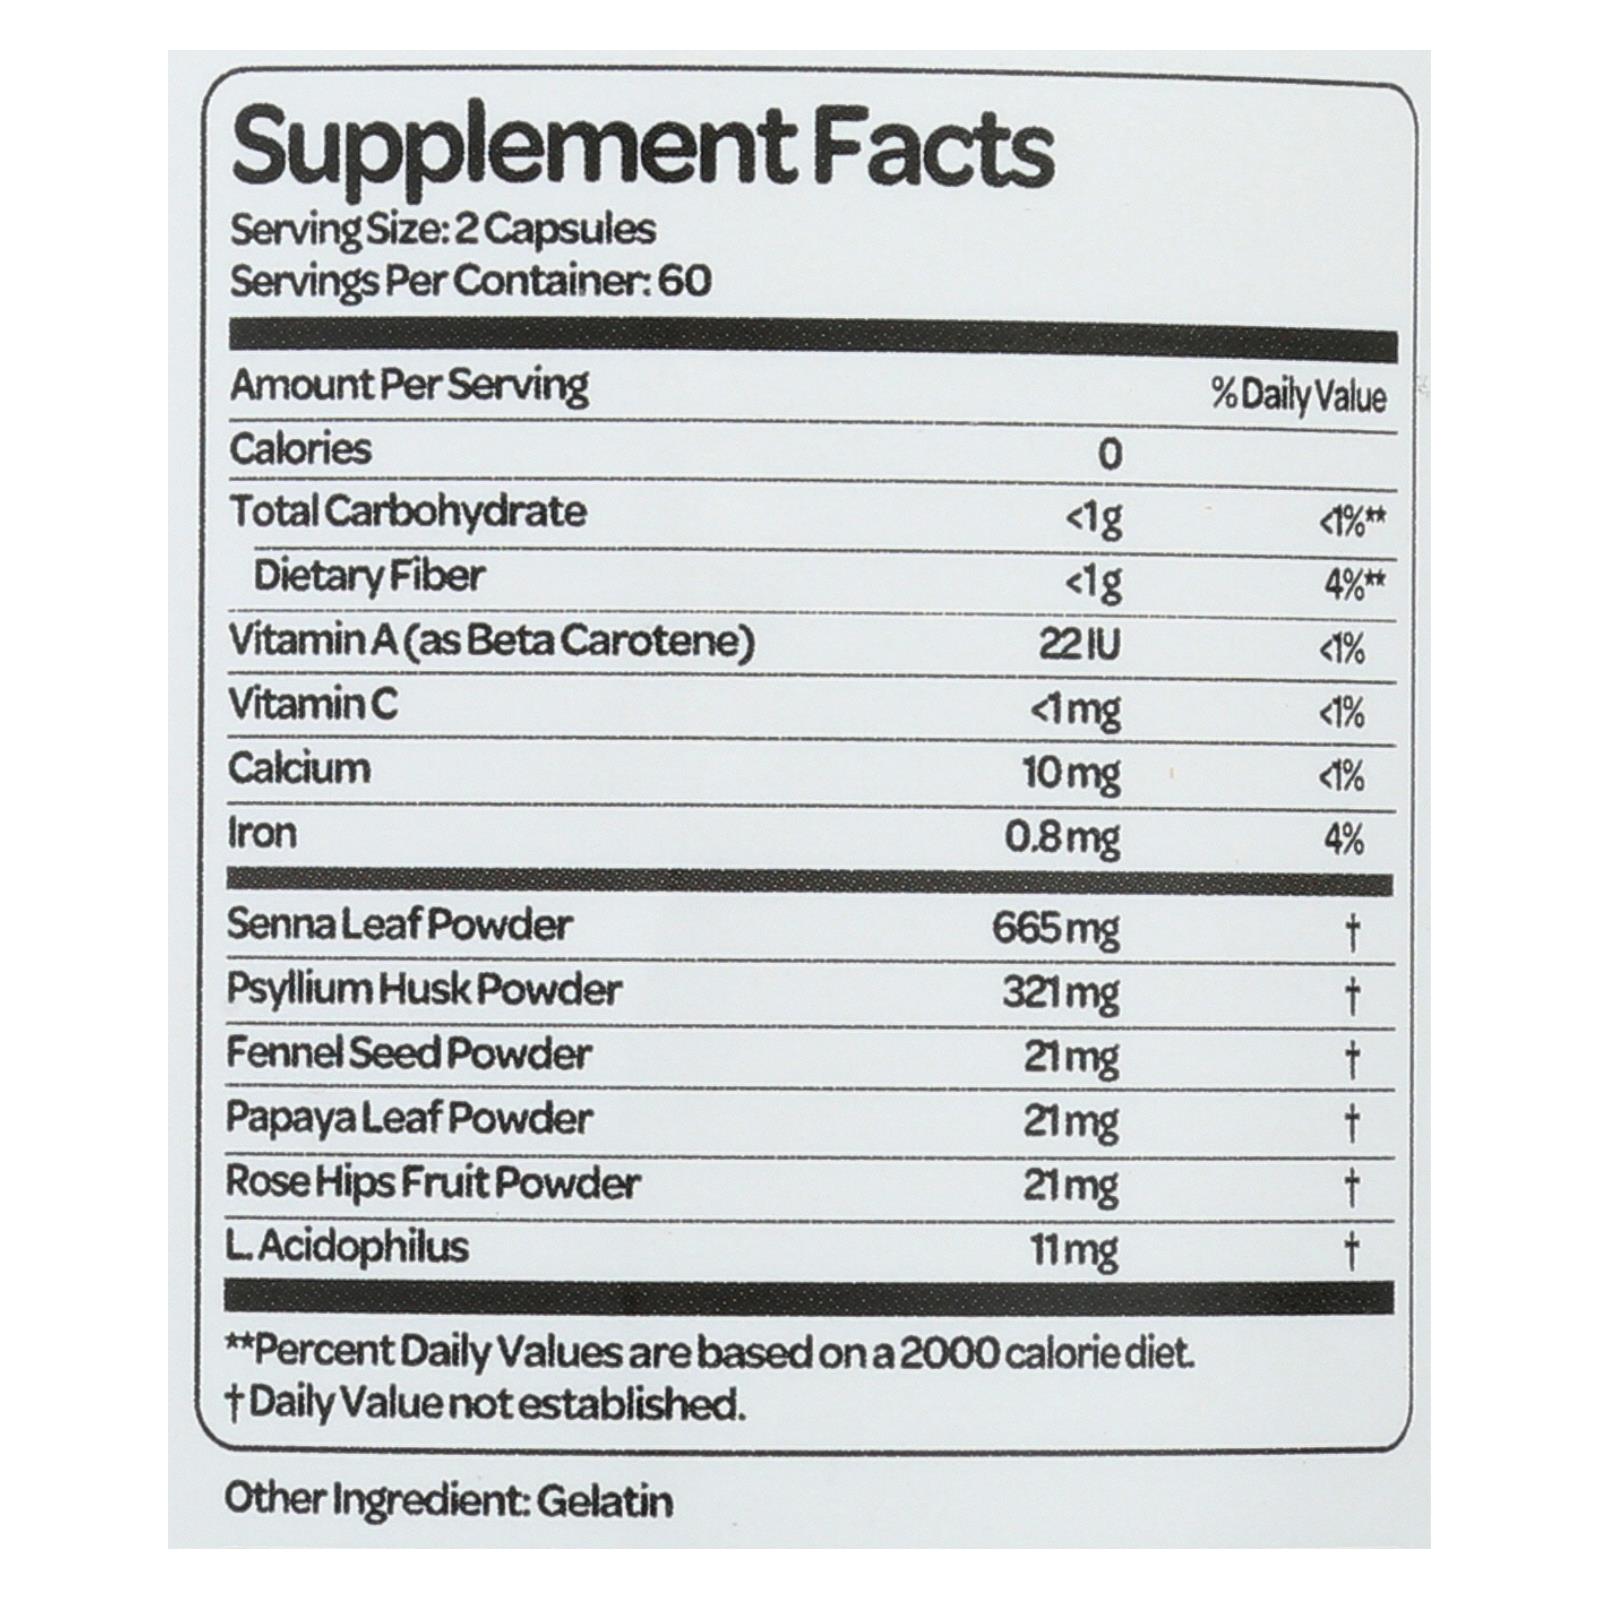 Supplement Facts
Serving Size: 2 Capsules
Servings Per Container: 60
Amount Per Serving % Daily Value
Calories 0
Total Carbohydrate <1 g <1%**
Dietary Fiber <1 g 4%**
Vitamin A (as Beta Carotene) 22 IU <1%
Vitamin C <1 mg <1%
Calcium 10 mg <1%
Iron 0.8 mg 4%
Senna Leaf Powder 665 mg †
Psyllium Husk Powder 321 mg †
Fennel Seed Powder 21 mg †
Papaya Leaf Powder 21 mg †
Rose Hips Fruit Powder 21 mg †
L. Acidophilus 11 mg †
**Percent Daily Values are based on a 2000 calorie diet.
† Daily Value not established.
Other Ingredient: Gelatin